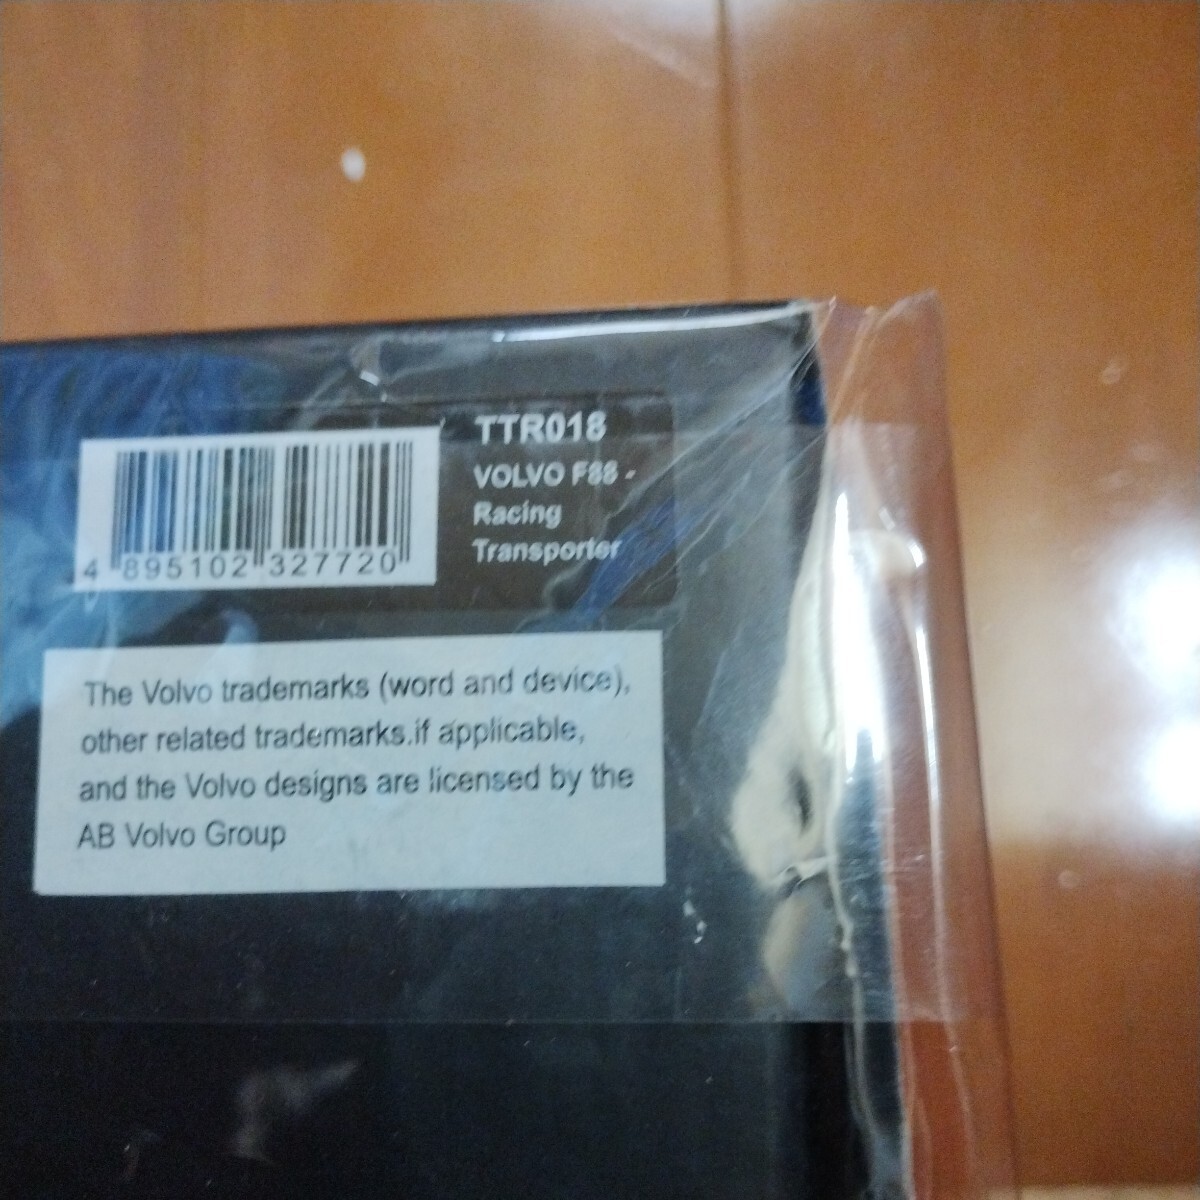 TTR018
VOLVO F88 -
Racing
Transporter
4 895102 327720
The Volvo trademarks (word and device),
other related trademarks.if applicable,
and the Volvo designs are licensed by the
AB Volvo Group